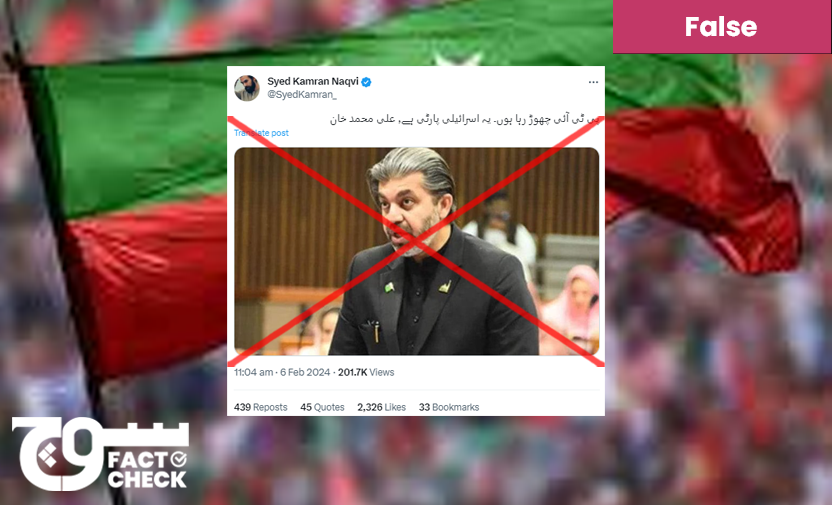 False
Syed Kamran Naqvi
@SyedKamran_
پی ٹی آئی چھوڑ رہا ہوں۔ یہ اسرائیلی پارٹی ہے, علی محمد خان
Translate post
11:04 am · 6 Feb 2024 · 201.7K Views
439 Reposts 45 Quotes 2,326 Likes 33 Bookmarks
سچ
FACT
CHECK